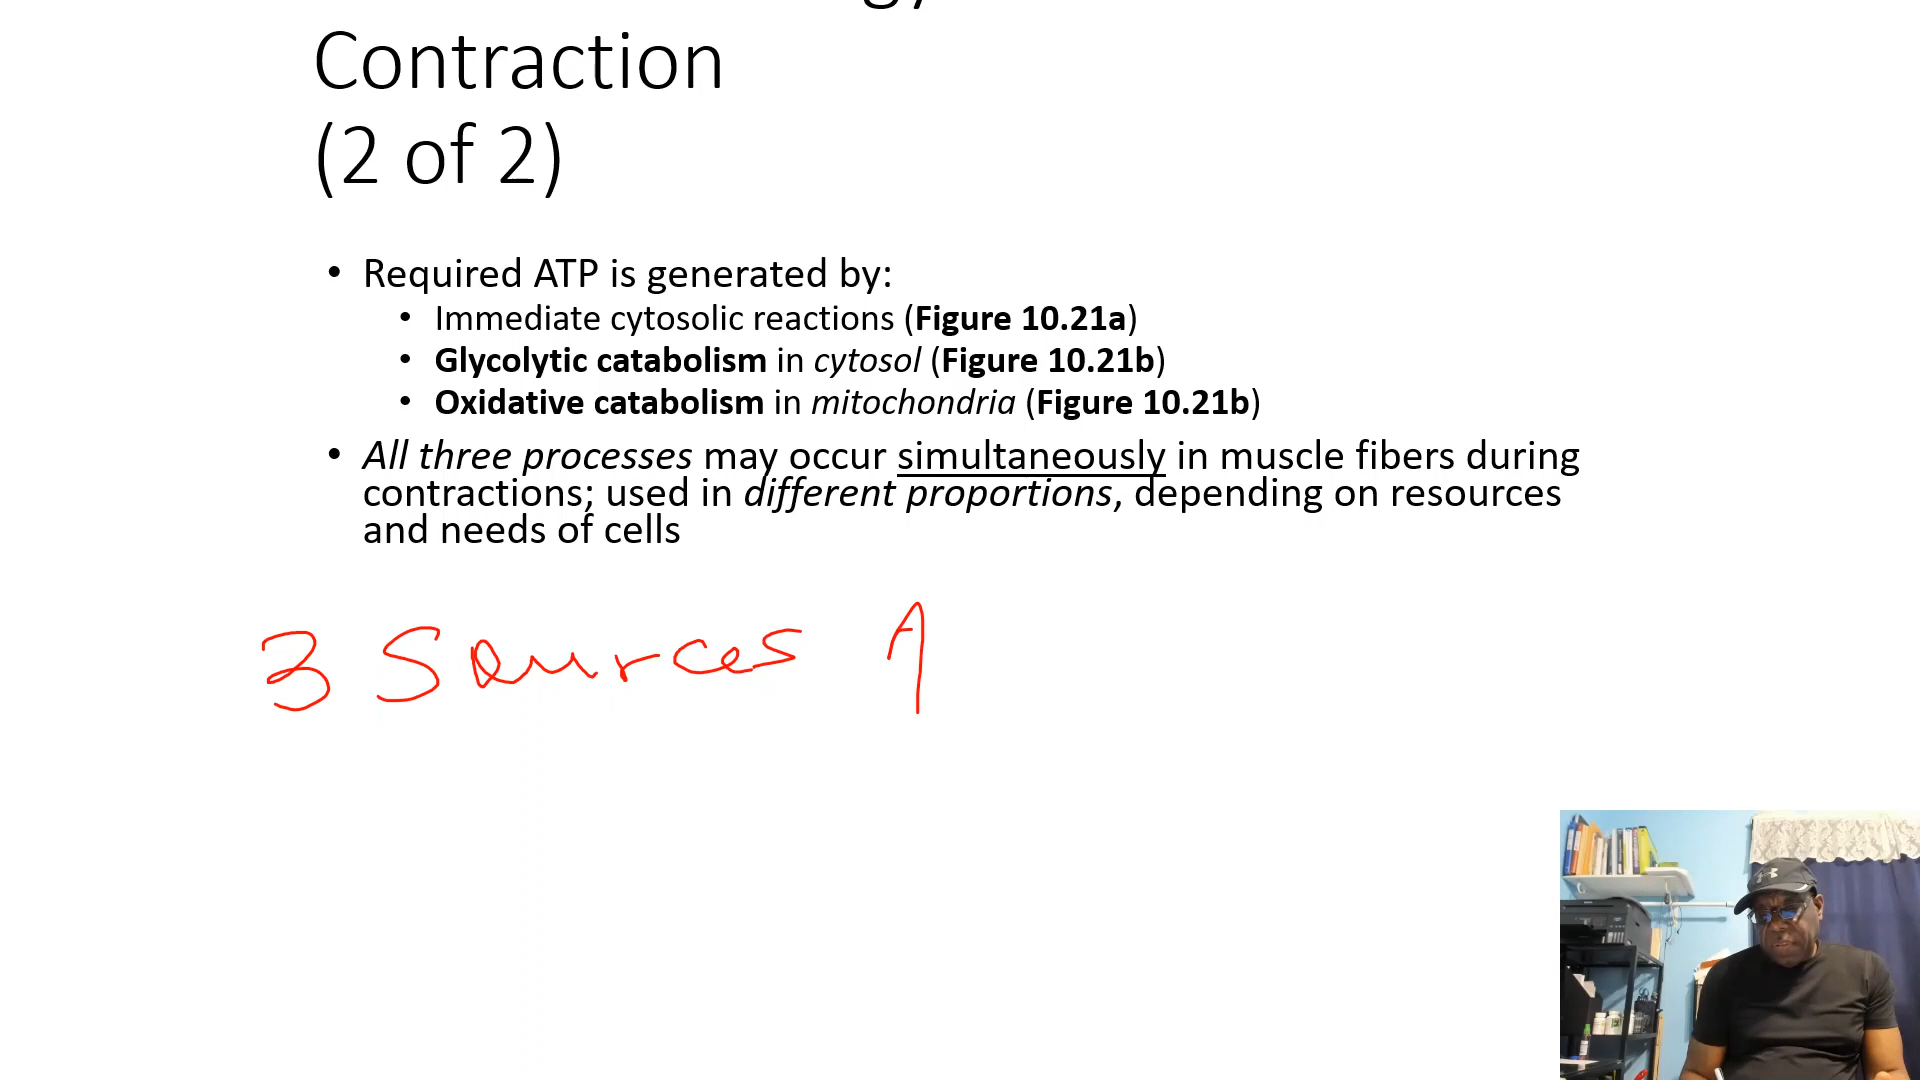 Contraction
(2 of 2)
• Required ATP is generated by:
• Immediate cytosolic reactions (Figure 10.21a)
• Glycolytic catabolism in cytosol (Figure 10.21b)
• Oxidative catabolism in mitochondria (Figure 10.21b)
• All three processes may occur simultaneously in muscle fibers during
contractions; used in different proportions, depending on resources
and needs of cells
3 Sources